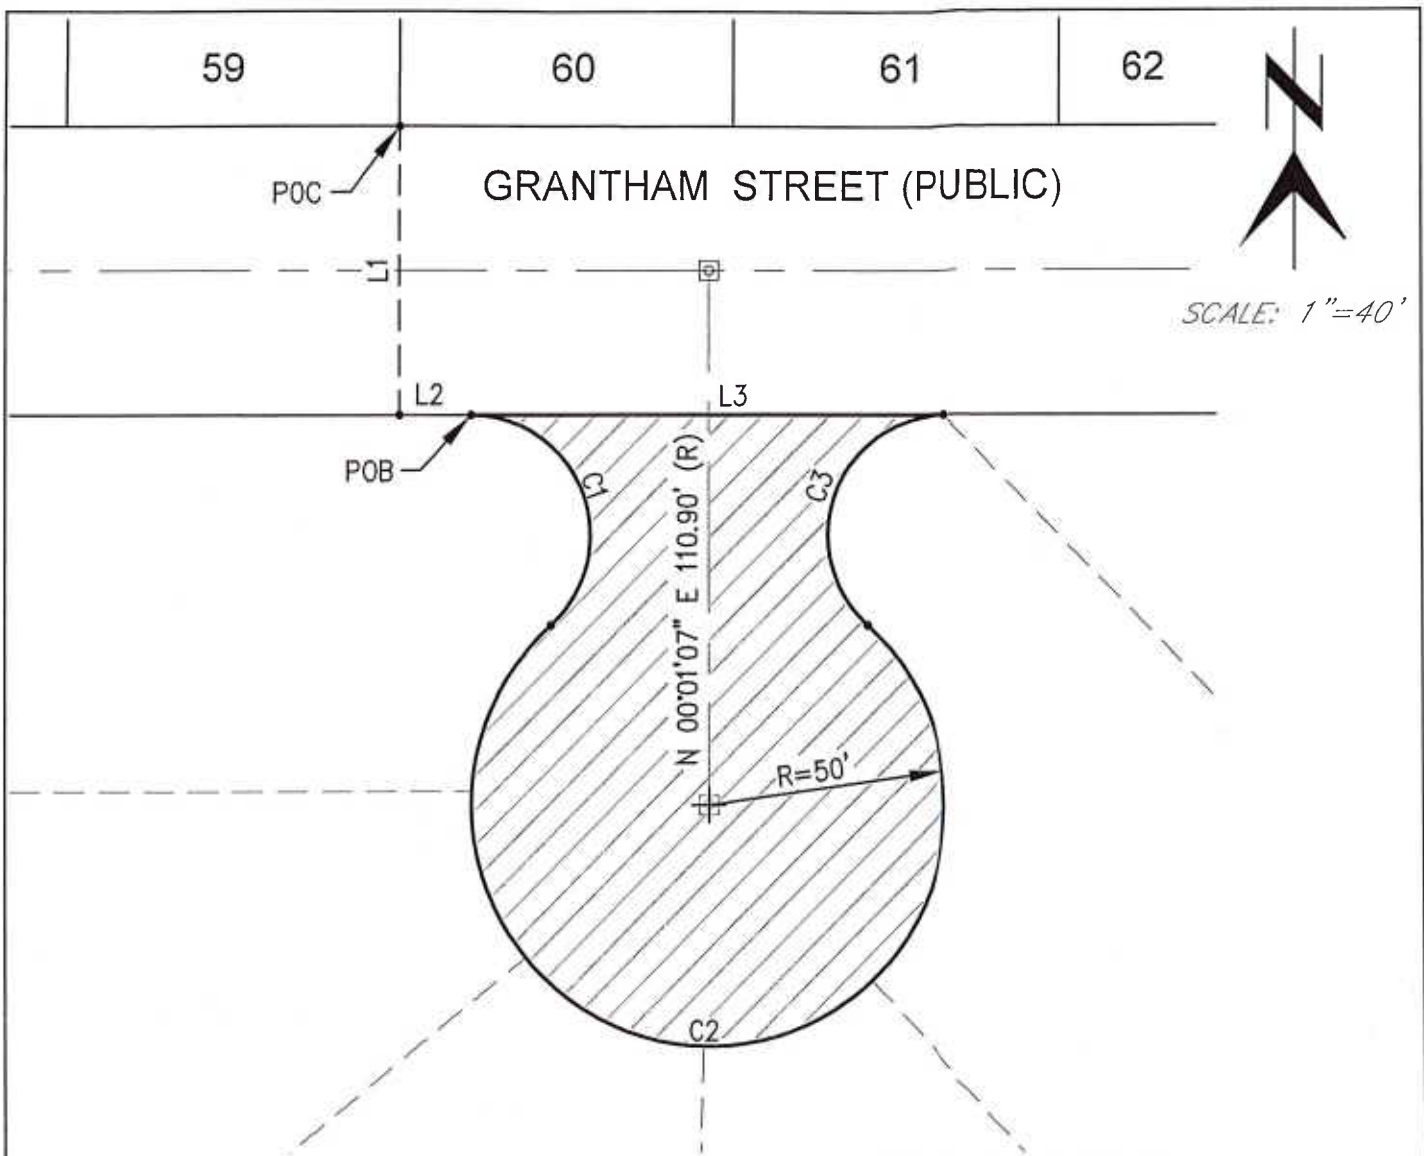 59
60
61
62
N
POC
GRANTHAM STREET (PUBLIC)
L1
SCALE: 1"=40'
L2
L3
POB
C1
C3
N 00°01'07" E 110.90' (R)
R=50'
C2